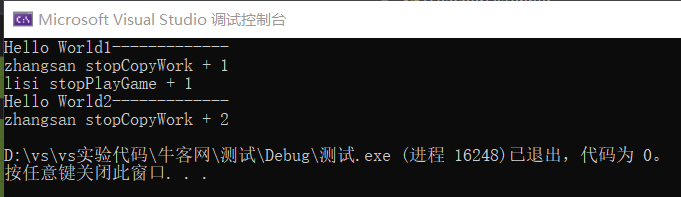 Microsoft Visual Studio 调试控制台
Hello World1-------------
zhangsan stopCopyWork + 1
lisi stopPlayGame + 1
Hello World2-------------
zhangsan stopCopyWork + 2
D:\vs\vs实验代码\牛客网\测试\Debug\测试.exe (进程 16248)已退出，代码为 0。
按任意键关闭此窗口. . .